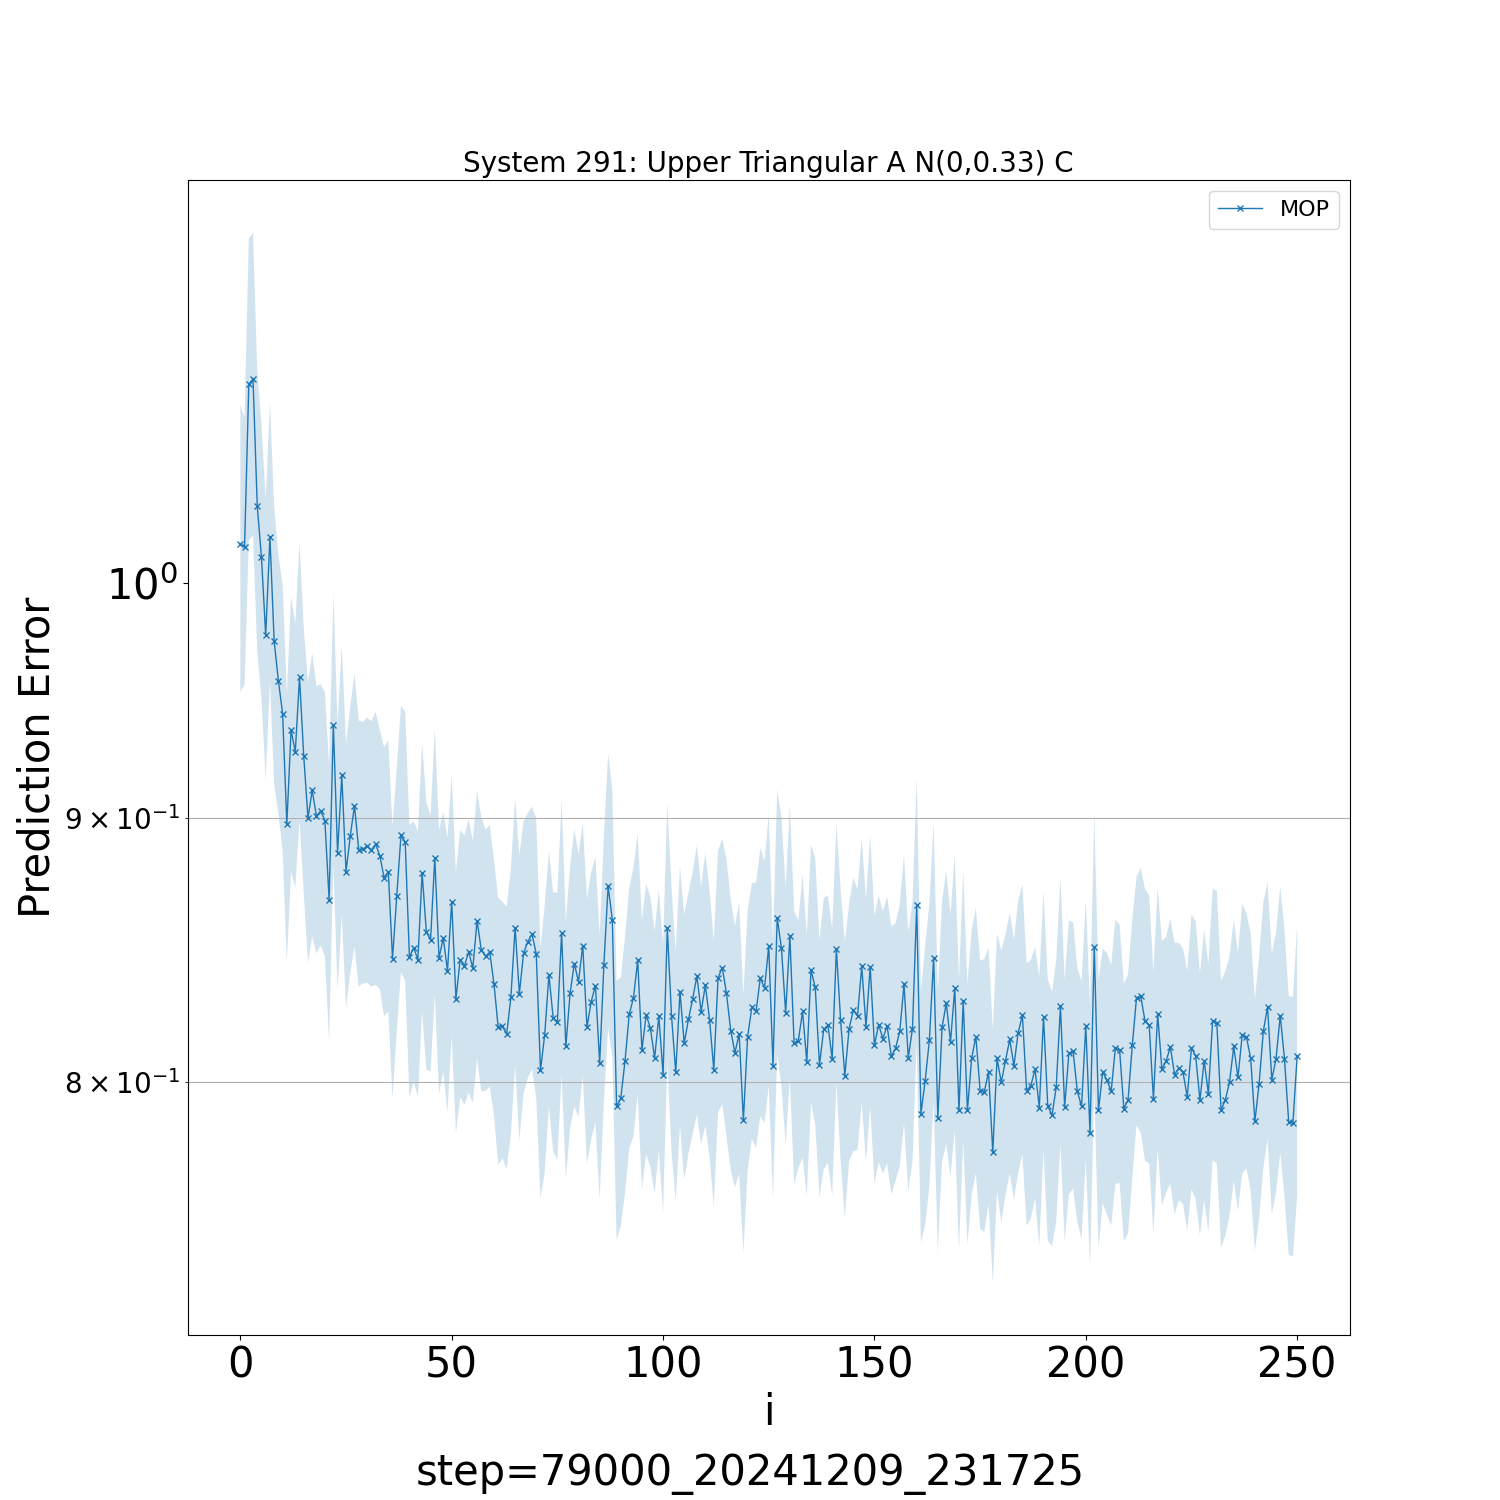 System 291: Upper Triangular A N(0,0.33) C
MOP
Prediction Error
10⁰
9 × 10⁻¹
8 × 10⁻¹
0 50 100 150 200 250
i
step=79000_20241209_231725